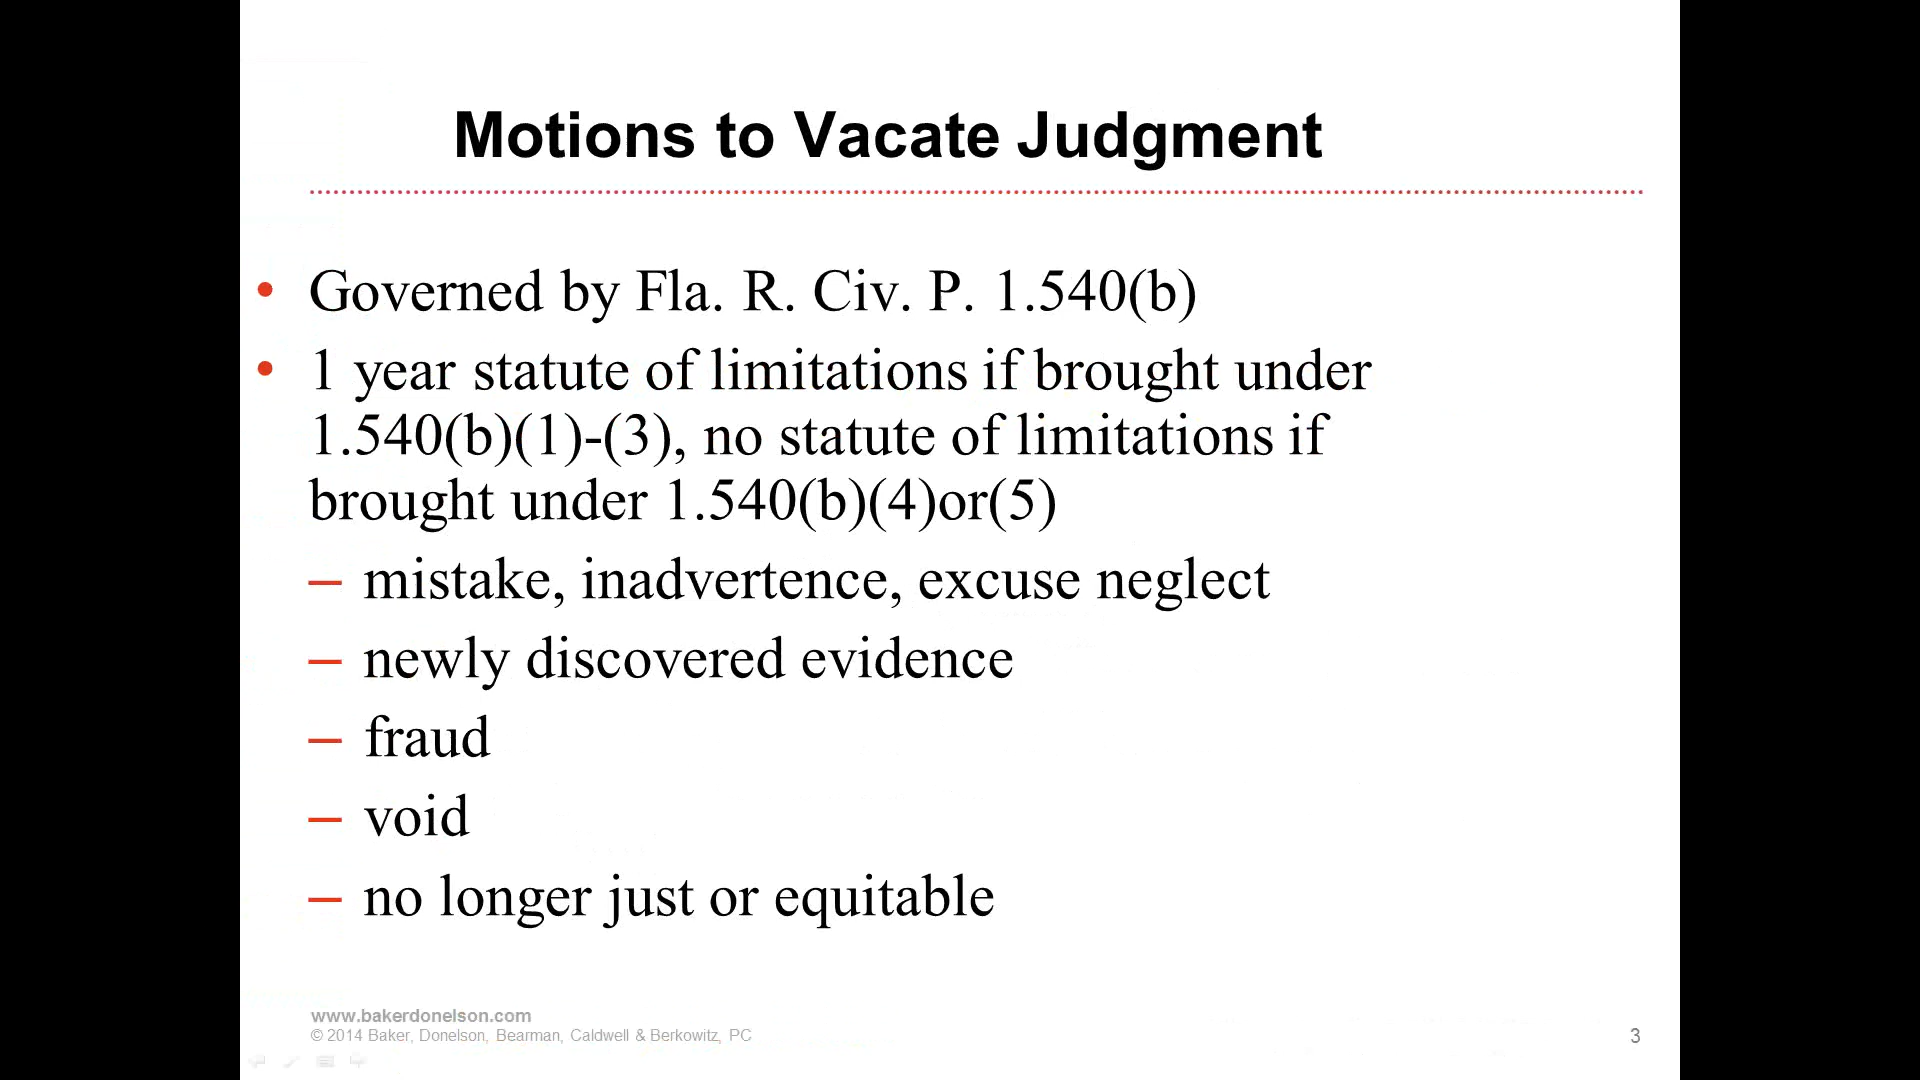 Motions to Vacate Judgment
• Governed by Fla. R. Civ. P. 1.540(b)
• 1 year statute of limitations if brought under
1.540(b)(1)-(3), no statute of limitations if
brought under 1.540(b)(4)or(5)
– mistake, inadvertence, excuse neglect
– newly discovered evidence
– fraud
– void
– no longer just or equitable
www.bakerdonelson.com
© 2014 Baker, Donelson, Bearman, Caldwell & Berkowitz, PC
3